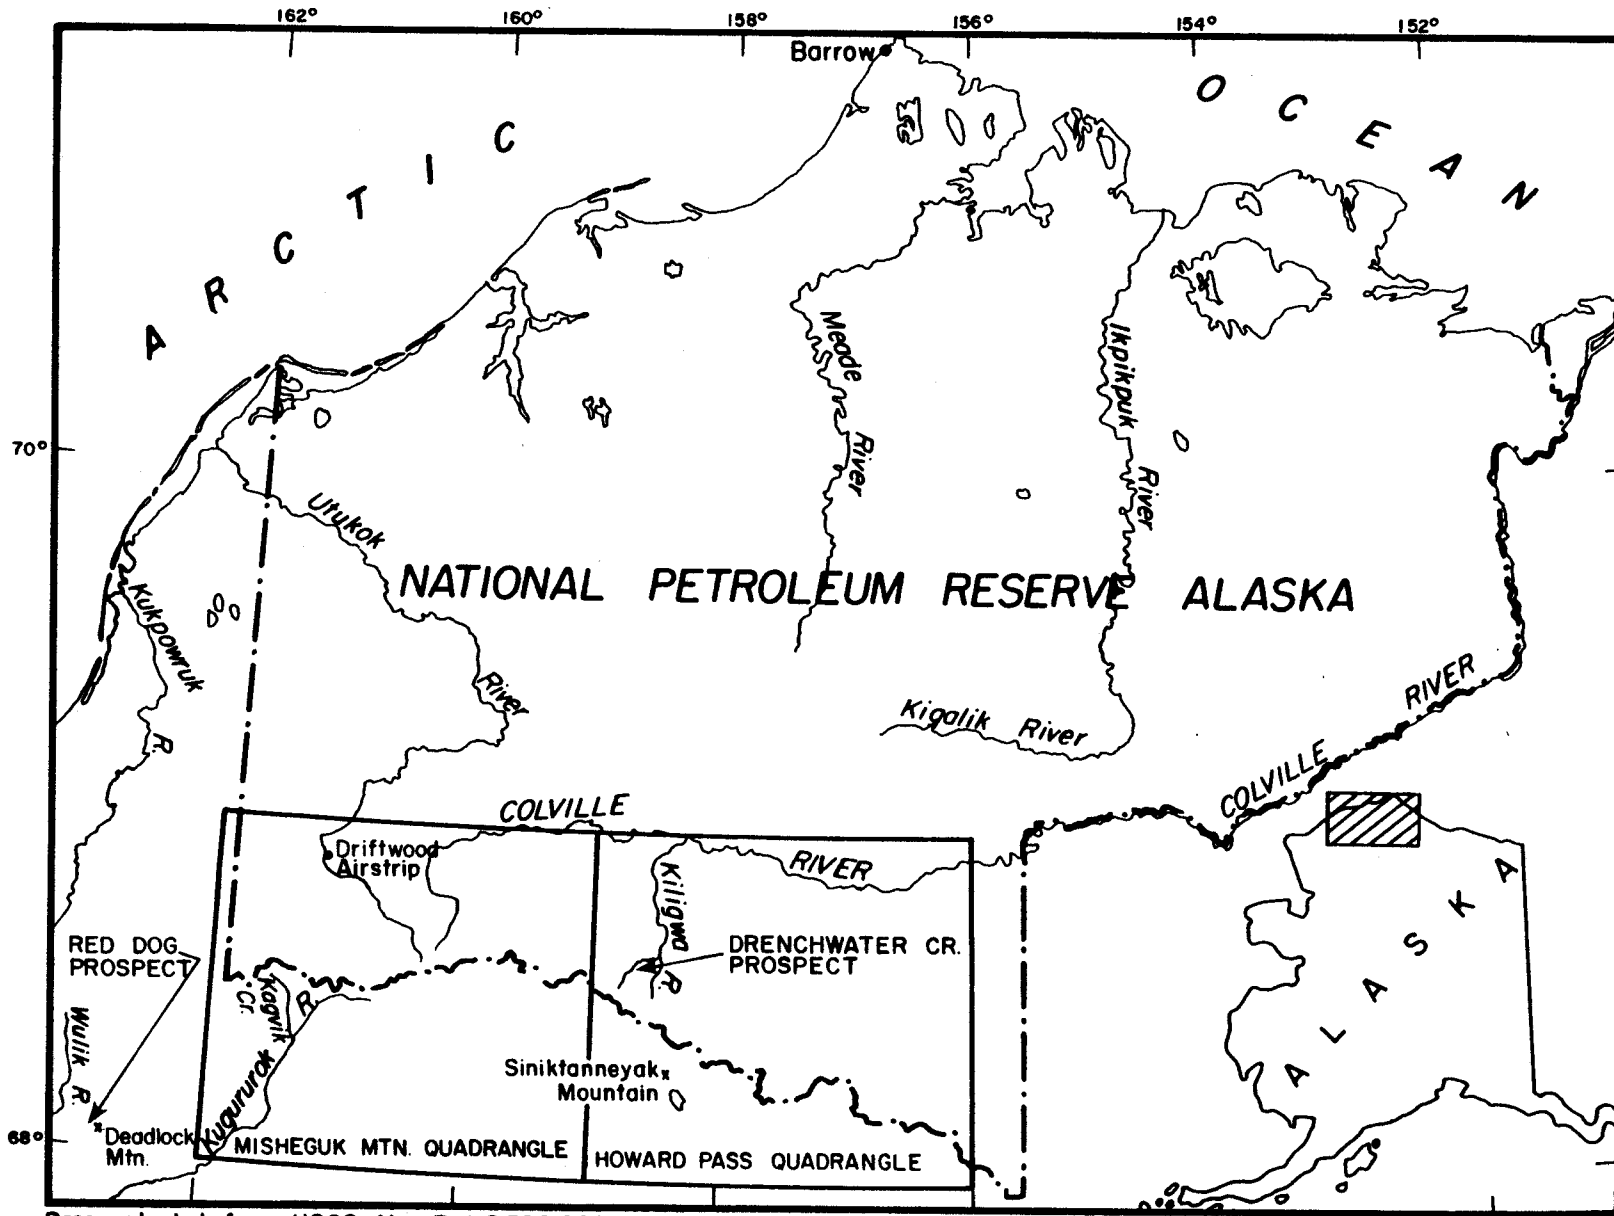 162° 160° 158° 156° 154° 152°
Barrow
ARCTIC OCEAN
70°
Meade River
Ikpikpuk River
Utukok River
NATIONAL PETROLEUM RESERVE ALASKA
Kukpowruk R.
Kigalik River
COLVILLE RIVER
COLVILLE RIVER
Driftwood
Airstrip
Kiligwa R.
RED DOG
PROSPECT
DRENCHWATER CR.
PROSPECT
Kagvik Cr.
Kugururok R.
Wulik R.
Siniktanneyak
Mountain
ALASKA
68°
Deadlock
Mtn.
MISHEGUK MTN. QUADRANGLE
HOWARD PASS QUADRANGLE